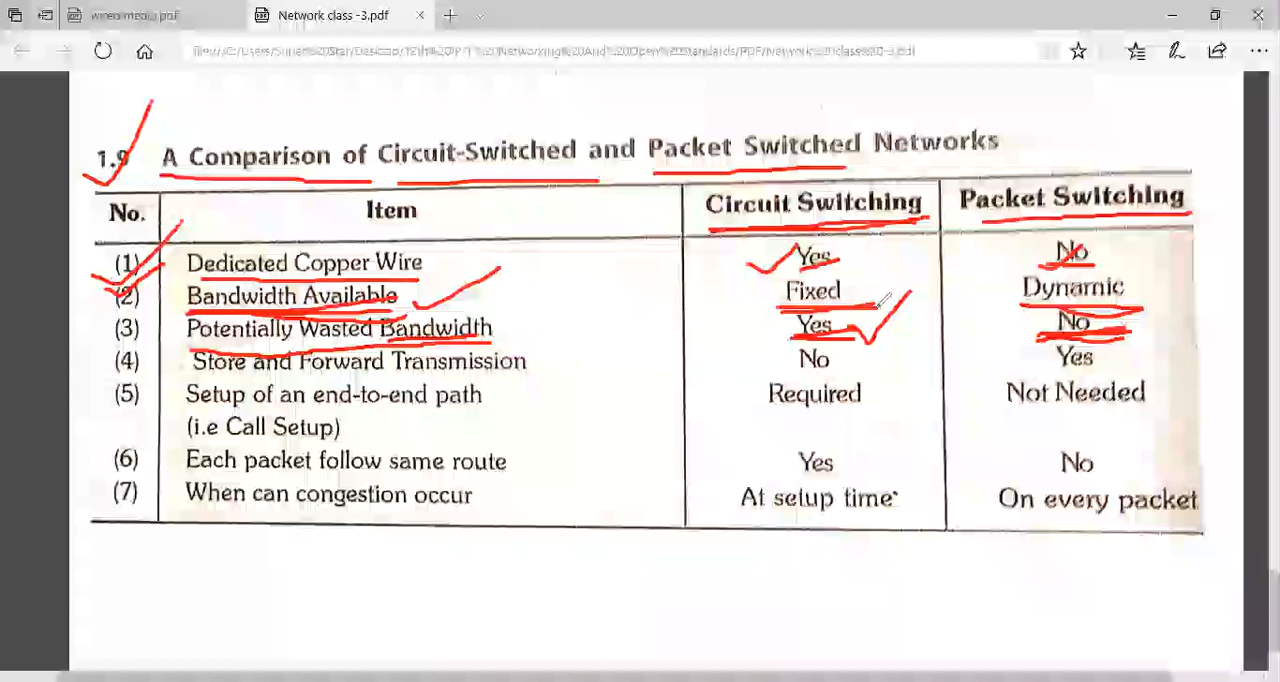 Network class -3.pdf
1.9 A Comparison of Circuit-Switched and Packet Switched Networks
No. Item Circuit Switching Packet Switching
(1) Dedicated Copper Wire Yes No
(2) Bandwidth Available Fixed Dynamic
(3) Potentially Wasted Bandwidth Yes No
(4) Store and Forward Transmission No Yes
(5) Setup of an end-to-end path Required Not Needed
(i.e Call Setup)
(6) Each packet follow same route Yes No
(7) When can congestion occur At setup time On every packet